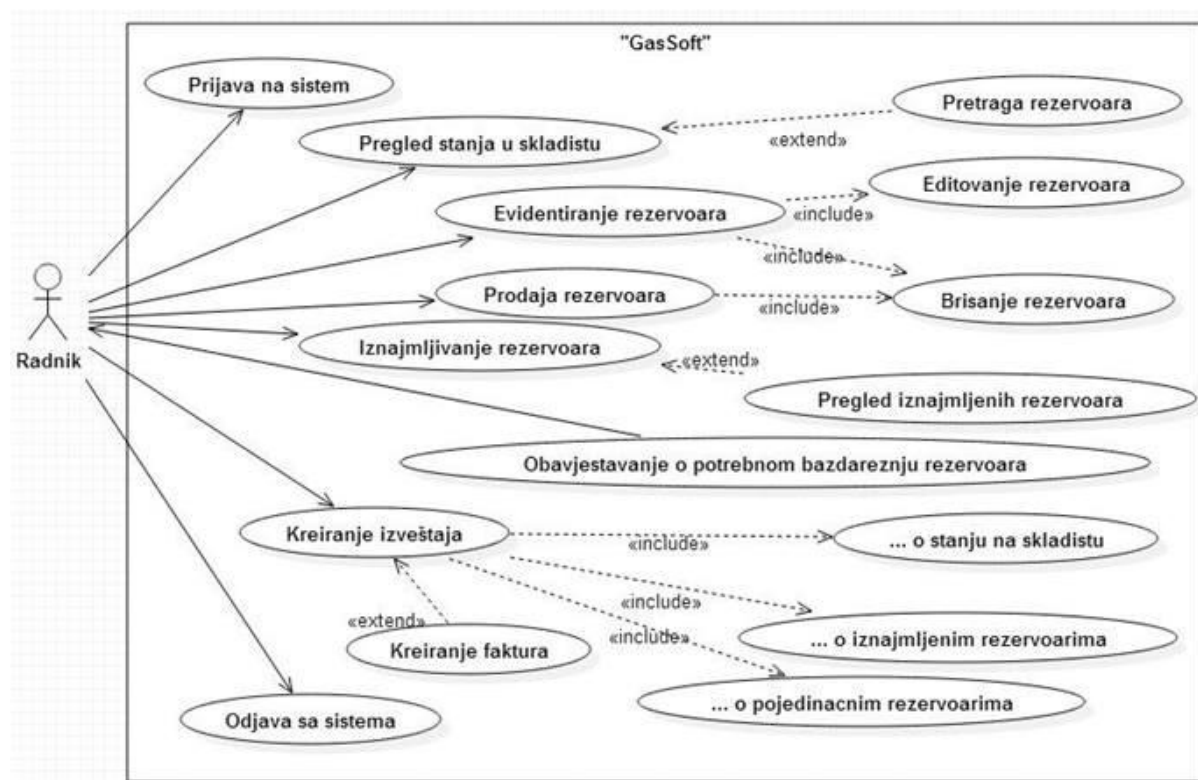 "GasSoft"
Prijava na sistem
Pretraga rezervoara
Pregled stanja u skladistu
«extend»
Editovanje rezervoara
Evidentiranje rezervoara
«include»
«include»
Radnik
Prodaja rezervoara
«include»
Brisanje rezervoara
Iznajmljivanje rezervoara
«extend»
Pregled iznajmljenih rezervoara
Obavjestavanje o potrebnom bazdareznju rezervoara
Kreiranje izveštaja
«include»
... o stanju na skladistu
«include»
«extend»
«include»
... o iznajmljenim rezervoarima
Kreiranje faktura
... o pojedinacnim rezervoarima
Odjava sa sistema